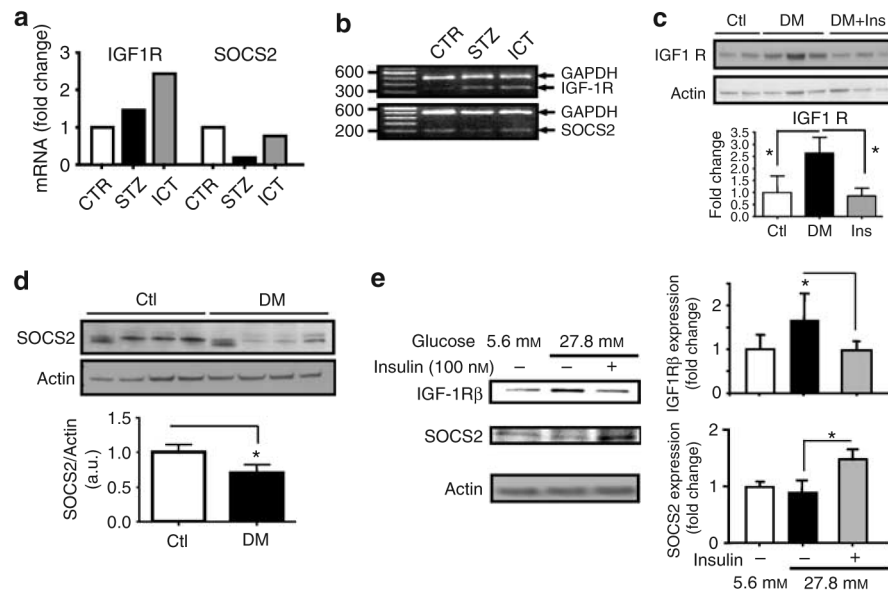 a
IGF1R
SOCS2
mRNA (fold change)
3
2
1
0
CTR
STZ
ICT
CTR
STZ
ICT
b
CTR
STZ
ICT
600
300
GAPDH
IGF-1R
600
200
GAPDH
SOCS2
c
Ctl
DM
DM+Ins
IGF1 R
Actin
IGF1 R
Fold change
3.5
3.0
2.5
2.0
1.5
1.0
0.5
0.0
*
*
Ctl
DM
Ins
d
Ctl
DM
SOCS2
Actin
SOCS2/Actin
(a.u.)
1.5
1.0
0.5
0.0
*
Ctl
DM
e
Glucose 5.6 mM 27.8 mM
Insulin (100 nM) – – +
IGF-1Rβ
SOCS2
Actin
IGF1Rβ expression
(fold change)
2
1
0
*
SOCS2 expression
(fold change)
2
1
0
*
Insulin – – +
5.6 mM 27.8 mM